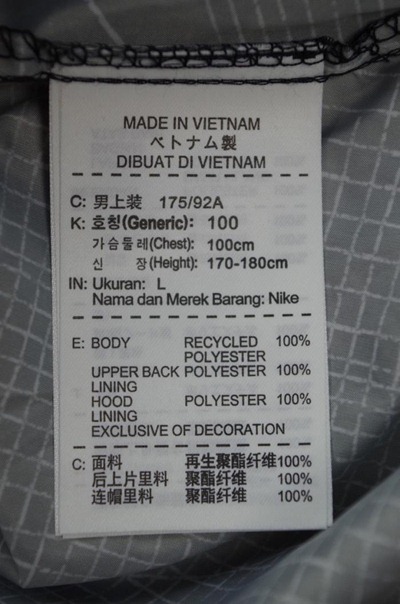 MADE IN VIETNAM
ベトナム製
DIBUAT DI VIETNAM
C: 男上装 175/92A
K: 호칭(Generic): 100
가슴둘레(Chest): 100cm
신 장(Height): 170-180cm
IN: Ukuran: L
Nama dan Merek Barang: Nike
E: BODY RECYCLED 100%
POLYESTER
UPPER BACK POLYESTER 100%
LINING
HOOD POLYESTER 100%
LINING
EXCLUSIVE OF DECORATION
C: 面料 再生聚酯纤维100%
后上片里料 聚酯纤维 100%
连帽里料 聚酯纤维 100%